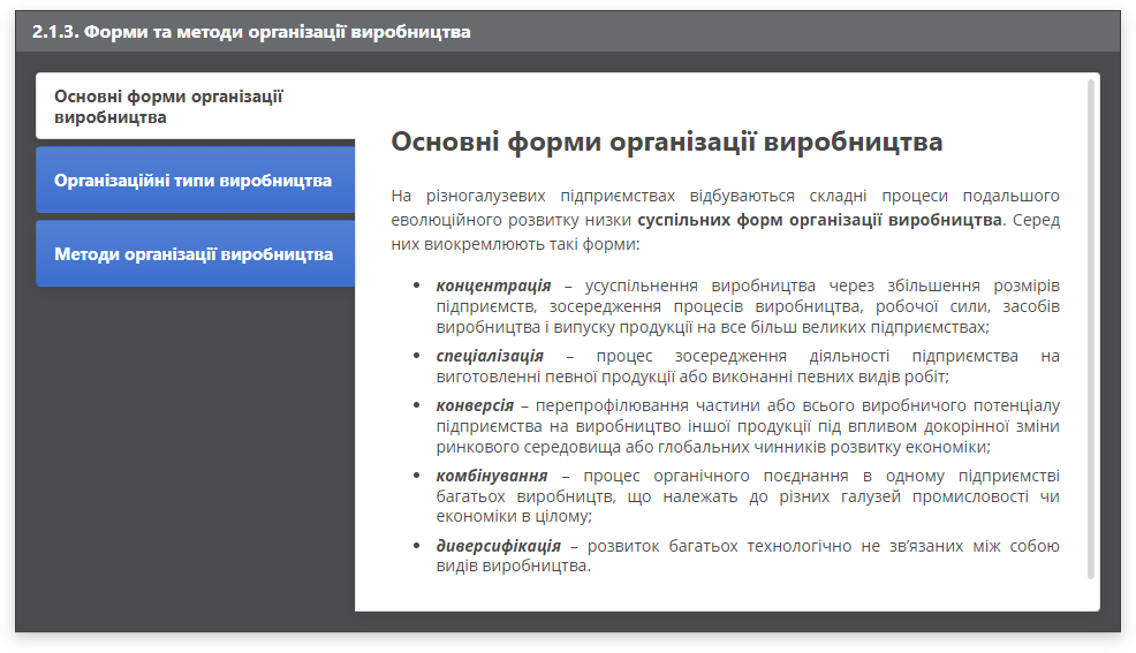 2.1.3. Форми та методи організації виробництва
Основні форми організації
виробництва
Організаційні типи виробництва
Методи організації виробництва
Основні форми організації виробництва
На різногалузевих підприємствах відбуваються складні процеси подальшого
еволюційного розвитку низки суспільних форм організації виробництва. Серед
них виокремлюють такі форми:
• концентрація – усуспільнення виробництва через збільшення розмірів
підприємств, зосередження процесів виробництва, робочої сили, засобів
виробництва і випуску продукції на все більш великих підприємствах;
• спеціалізація – процес зосередження діяльності підприємства на
виготовленні певної продукції або виконанні певних видів робіт;
• конверсія – перепрофілювання частини або всього виробничого потенціалу
підприємства на виробництво іншої продукції під впливом докорінної зміни
ринкового середовища або глобальних чинників розвитку економіки;
• комбінування – процес органічного поєднання в одному підприємстві
багатьох виробництв, що належать до різних галузей промисловості чи
економіки в цілому;
• диверсифікація – розвиток багатьох технологічно не зв’язаних між собою
видів виробництва.